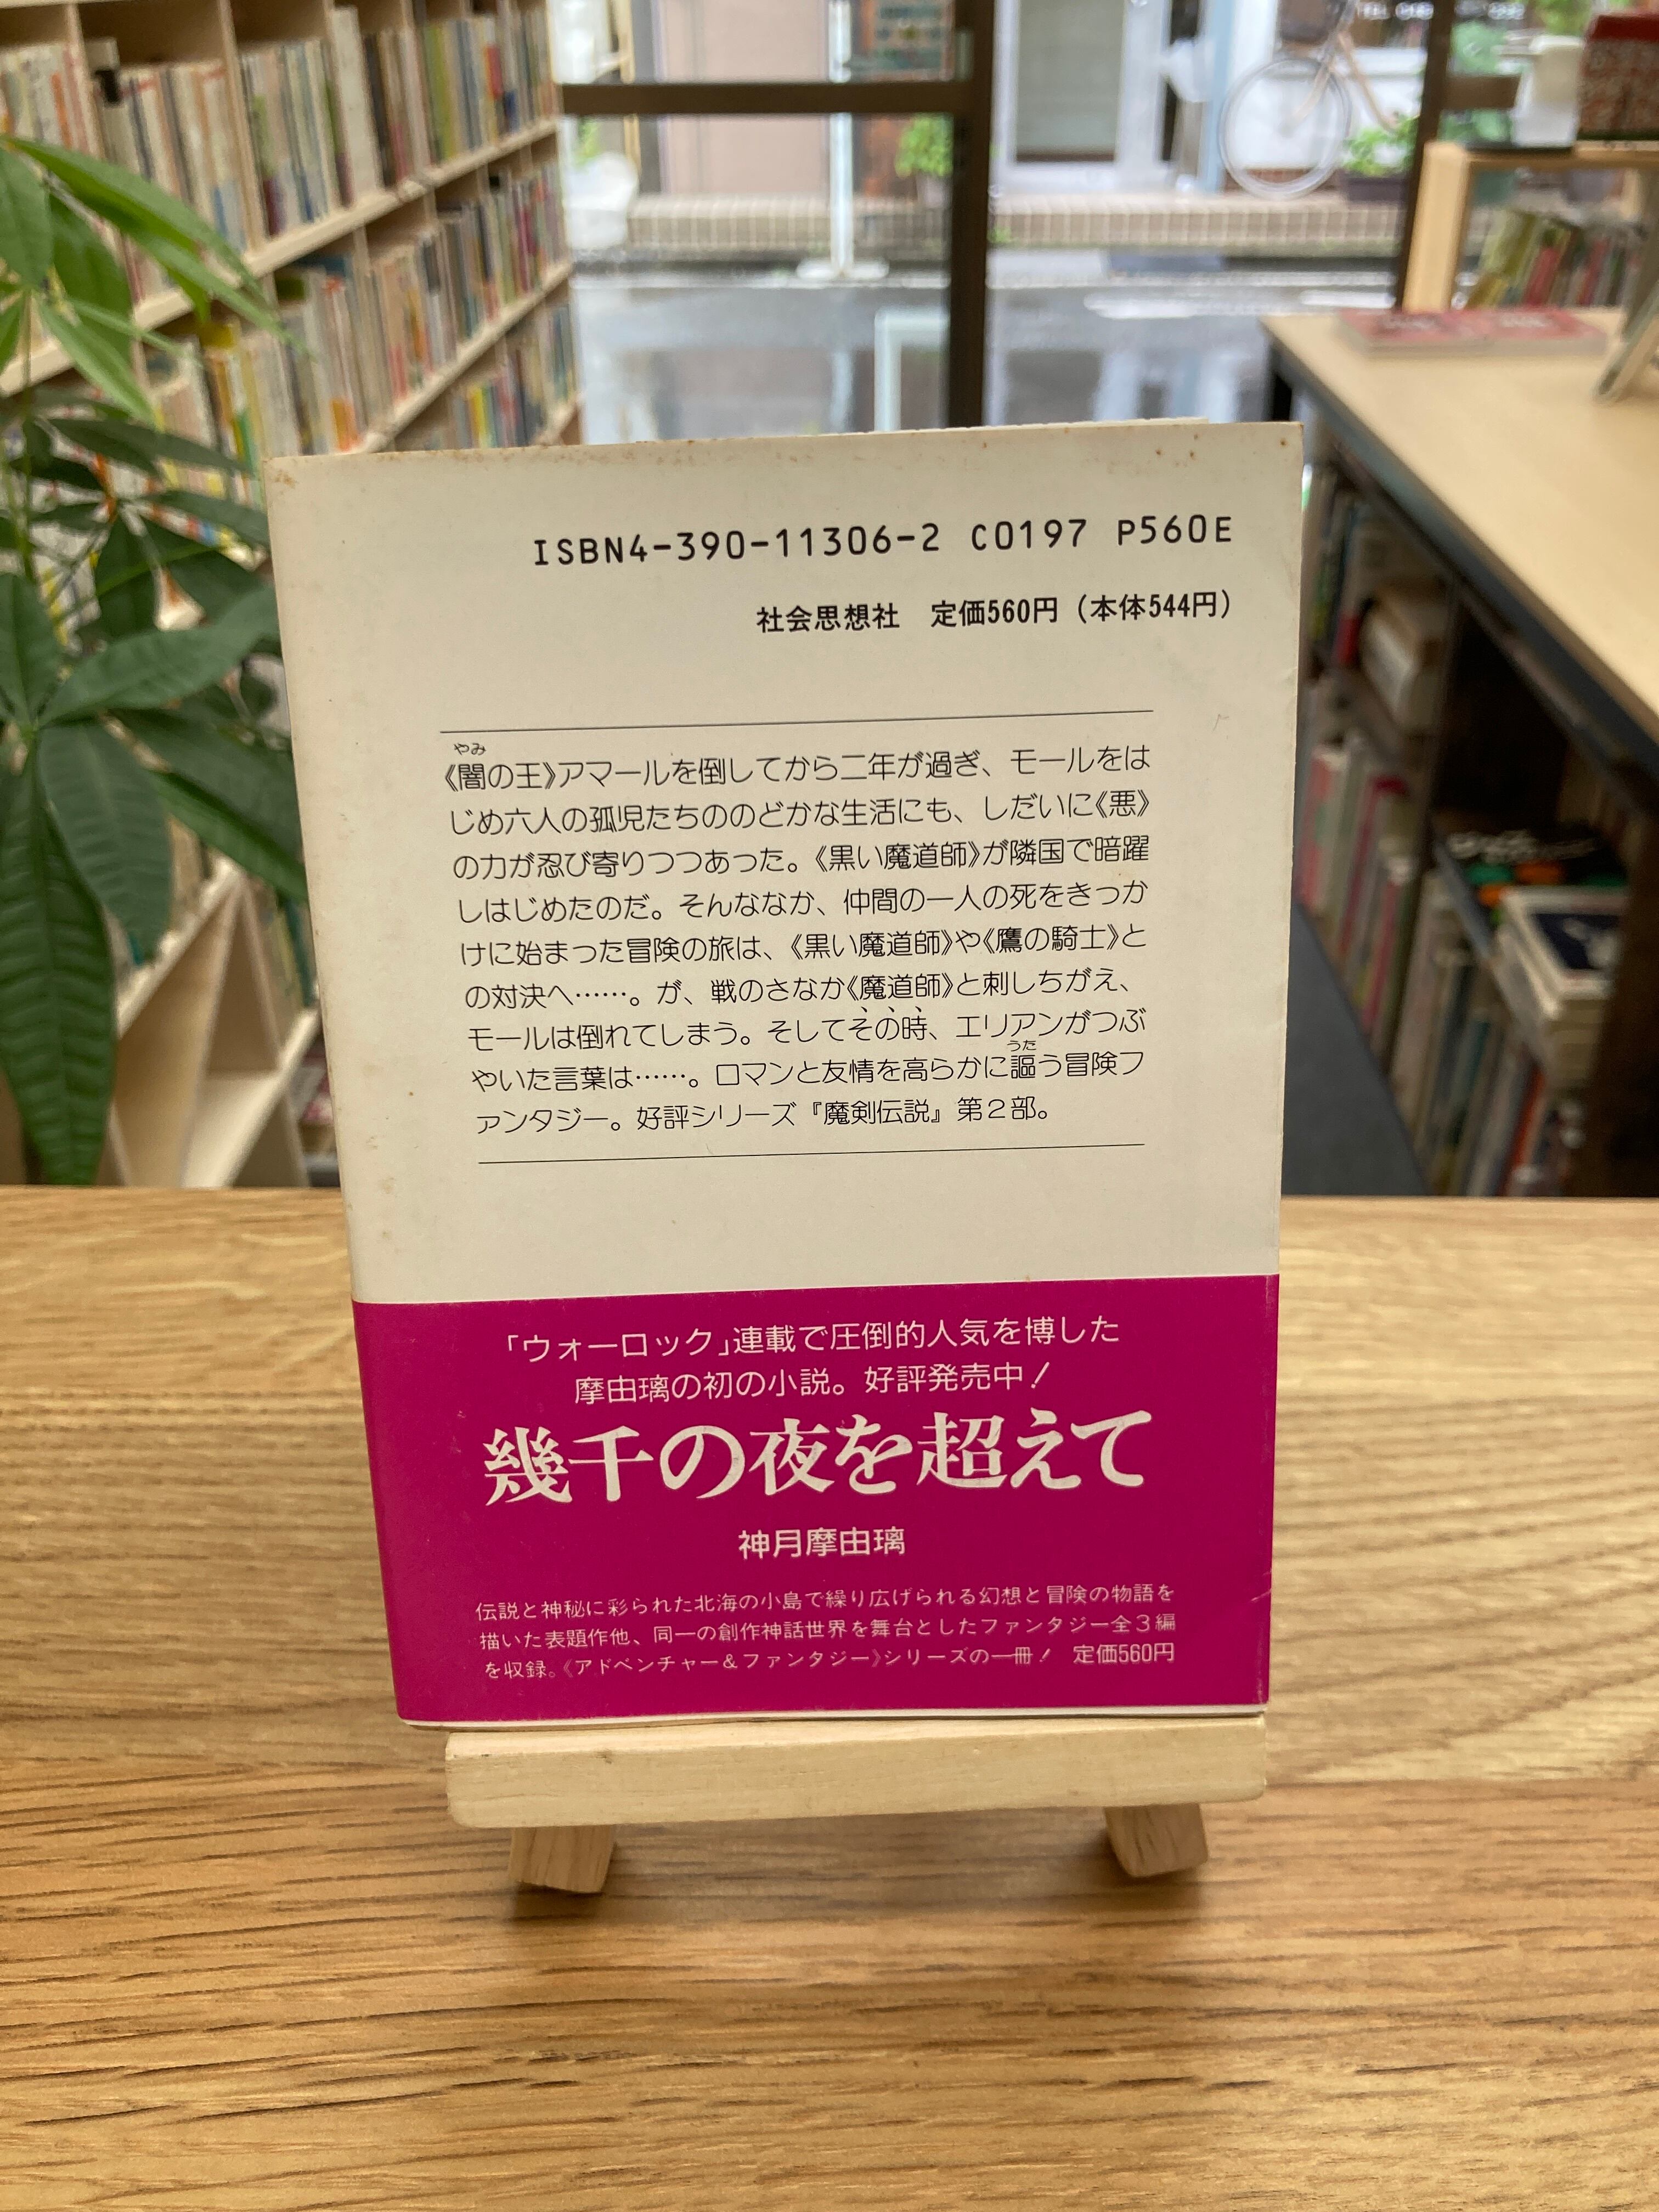 ISBN4-390-11306-2 C0197 P560E
社会思想社 定価560円(本体544円)
やみ
《闇の王》アマールを倒してから二年が過ぎ、モールをは
じめ六人の孤児たちののどかな生活にも、しだいに《悪》
の力が忍び寄りつつあった。《黒い魔道師》が隣国で暗躍
しはじめたのだ。そんななか、仲間の一人の死をきっか
けに始まった冒険の旅は、《黒い魔道師》や《鷹の騎士》と
の対決へ……。が、戦のさなか《魔道師》と刺しちがえ、
モールは倒れてしまう。そしてその時、エリアンがつぶ
うた
やいた言葉は……。ロマンと友情を高らかに謳う冒険フ
ァンタジー。好評シリーズ『魔剣伝説』第2部。
「ウォーロック」連載で圧倒的人気を博した
摩由璃の初の小説。好評発売中!
幾千の夜を超えて
神月摩由璃
伝説と神秘に彩られた北海の小島で繰り広げられる幻想と冒険の物語を
描いた表題作他、同一の創作神話世界を舞台としたファンタジー全3編
を収録。《アドベンチャー&ファンタジー》シリーズの一冊! 定価560円